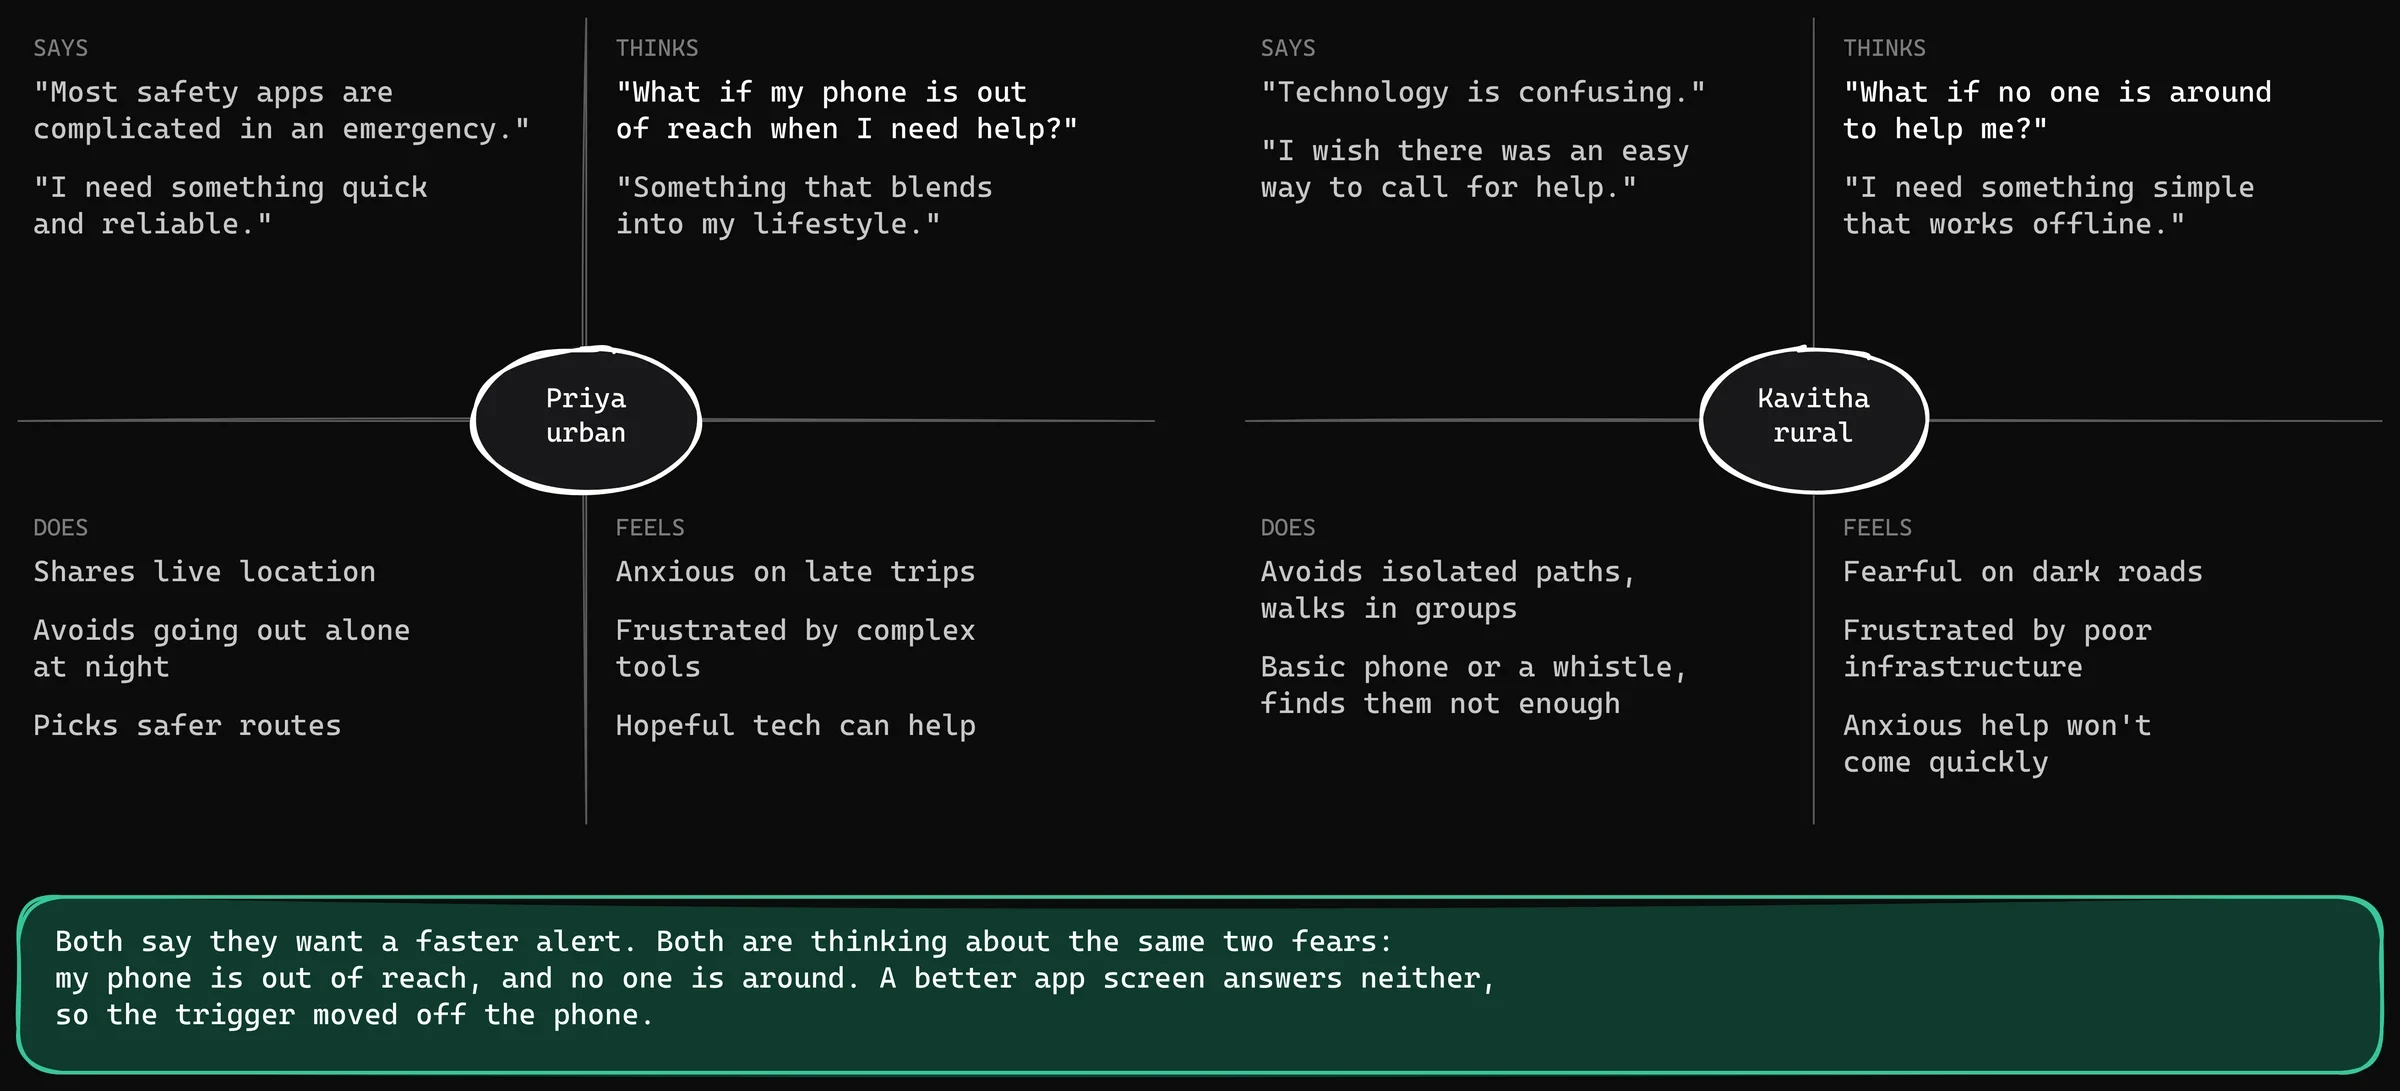 SAYS
"Most safety apps are
complicated in an emergency."
"I need something quick
and reliable."
THINKS
"What if my phone is out
of reach when I need help?"
"Something that blends
into my lifestyle."
Priya
urban
DOES
Shares live location
Avoids going out alone
at night
Picks safer routes
FEELS
Anxious on late trips
Frustrated by complex
tools
Hopeful tech can help
SAYS
"Technology is confusing."
"I wish there was an easy
way to call for help."
THINKS
"What if no one is around
to help me?"
"I need something simple
that works offline."
Kavitha
rural
DOES
Avoids isolated paths,
walks in groups
Basic phone or a whistle,
finds them not enough
FEELS
Fearful on dark roads
Frustrated by poor
infrastructure
Anxious help won't
come quickly
Both say they want a faster alert. Both are thinking about the same two fears:
my phone is out of reach, and no one is around. A better app screen answers neither,
so the trigger moved off the phone.